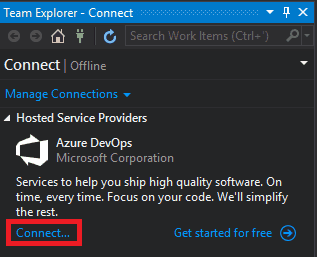 Team Explorer - Connect
Search Work Items (Ctrl+')
Connect | Offline
Manage Connections
Hosted Service Providers
Azure DevOps
Microsoft Corporation
Services to help you ship high quality software. On
time, every time. Focus on your code. We'll simplify
the rest.
Connect... Get started for free